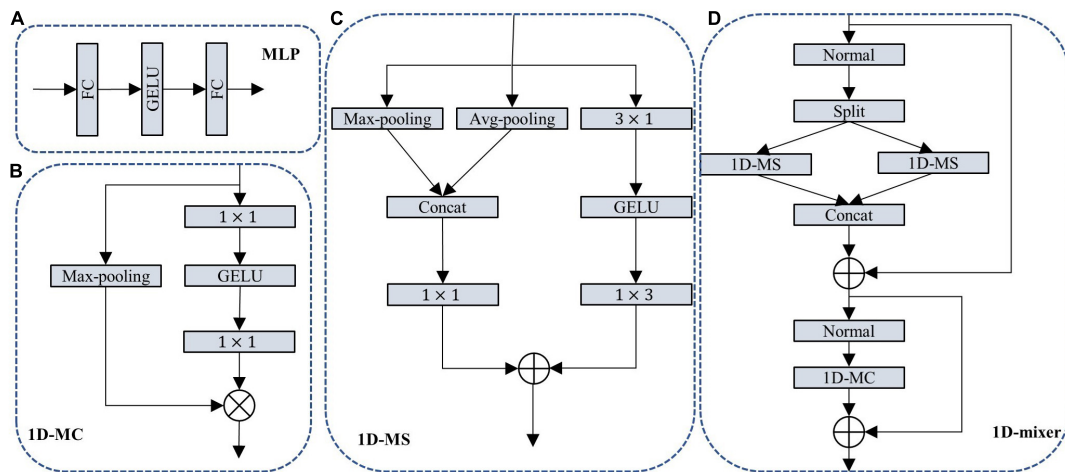 A
MLP
FC
GELU
FC
B
1 × 1
Max-pooling
GELU
1 × 1
1D-MC
C
Max-pooling
Avg-pooling
3 × 1
Concat
GELU
1 × 1
1 × 3
1D-MS
D
Normal
Split
1D-MS
1D-MS
Concat
Normal
1D-MC
1D-mixer